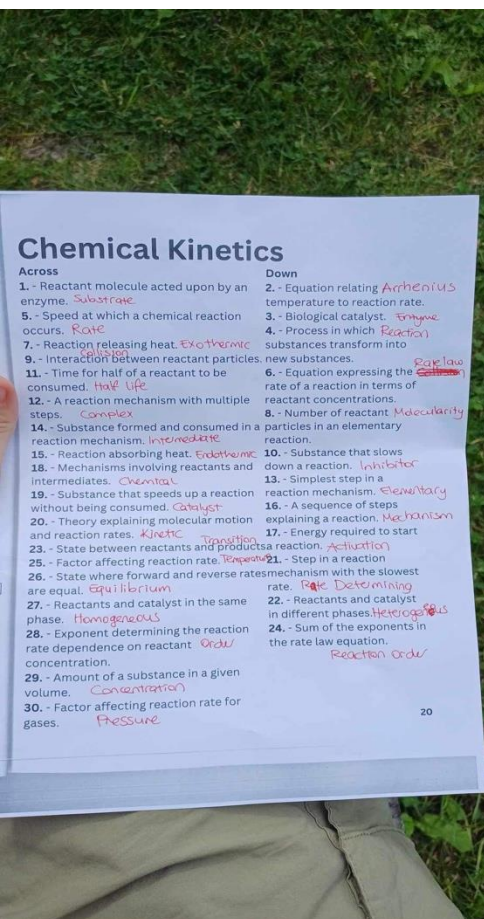 Chemical Kinetics
Across
1. - Reactant molecule acted upon by an
enzyme. Substrate
5. - Speed at which a chemical reaction
occurs. Rate
7. - Reaction releasing heat. Exothermic
Collision
9. - Interaction between reactant particles.
11. - Time for half of a reactant to be
consumed. Half life
12. - A reaction mechanism with multiple
steps. Complex
14. - Substance formed and consumed in a
reaction mechanism. Intermediate
15. - Reaction absorbing heat. Endothermic
18. - Mechanisms involving reactants and
intermediates. Chemical
19. - Substance that speeds up a reaction
without being consumed. Catalyst
20. - Theory explaining molecular motion
and reaction rates. Kinetic
Transition
23. - State between reactants and products
25. - Factor affecting reaction rate. Temperature
26. - State where forward and reverse rates
are equal. Equilibrium
27. - Reactants and catalyst in the same
phase. Homogeneous
28. - Exponent determining the reaction
rate dependence on reactant Order
concentration.
29. - Amount of a substance in a given
volume. Concentration
30. - Factor affecting reaction rate for
gases. Pressure
Down
2. - Equation relating Arrhenius
temperature to reaction rate.
3. - Biological catalyst. Enzyme
4. - Process in which Reaction
substances transform into
new substances.
Rate law
6. - Equation expressing the
rate of a reaction in terms of
reactant concentrations.
8. - Number of reactant Molecularity
particles in an elementary
reaction.
10. - Substance that slows
down a reaction. Inhibitor
13. - Simplest step in a
reaction mechanism. Elementary
16. - A sequence of steps
explaining a reaction. Mechanism
17. - Energy required to start
a reaction. Activation
21. - Step in a reaction
mechanism with the slowest
rate. Rate Determining
22. - Reactants and catalyst
in different phases.
24. - Sum of the exponents in
the rate law equation.
Reaction Order
20